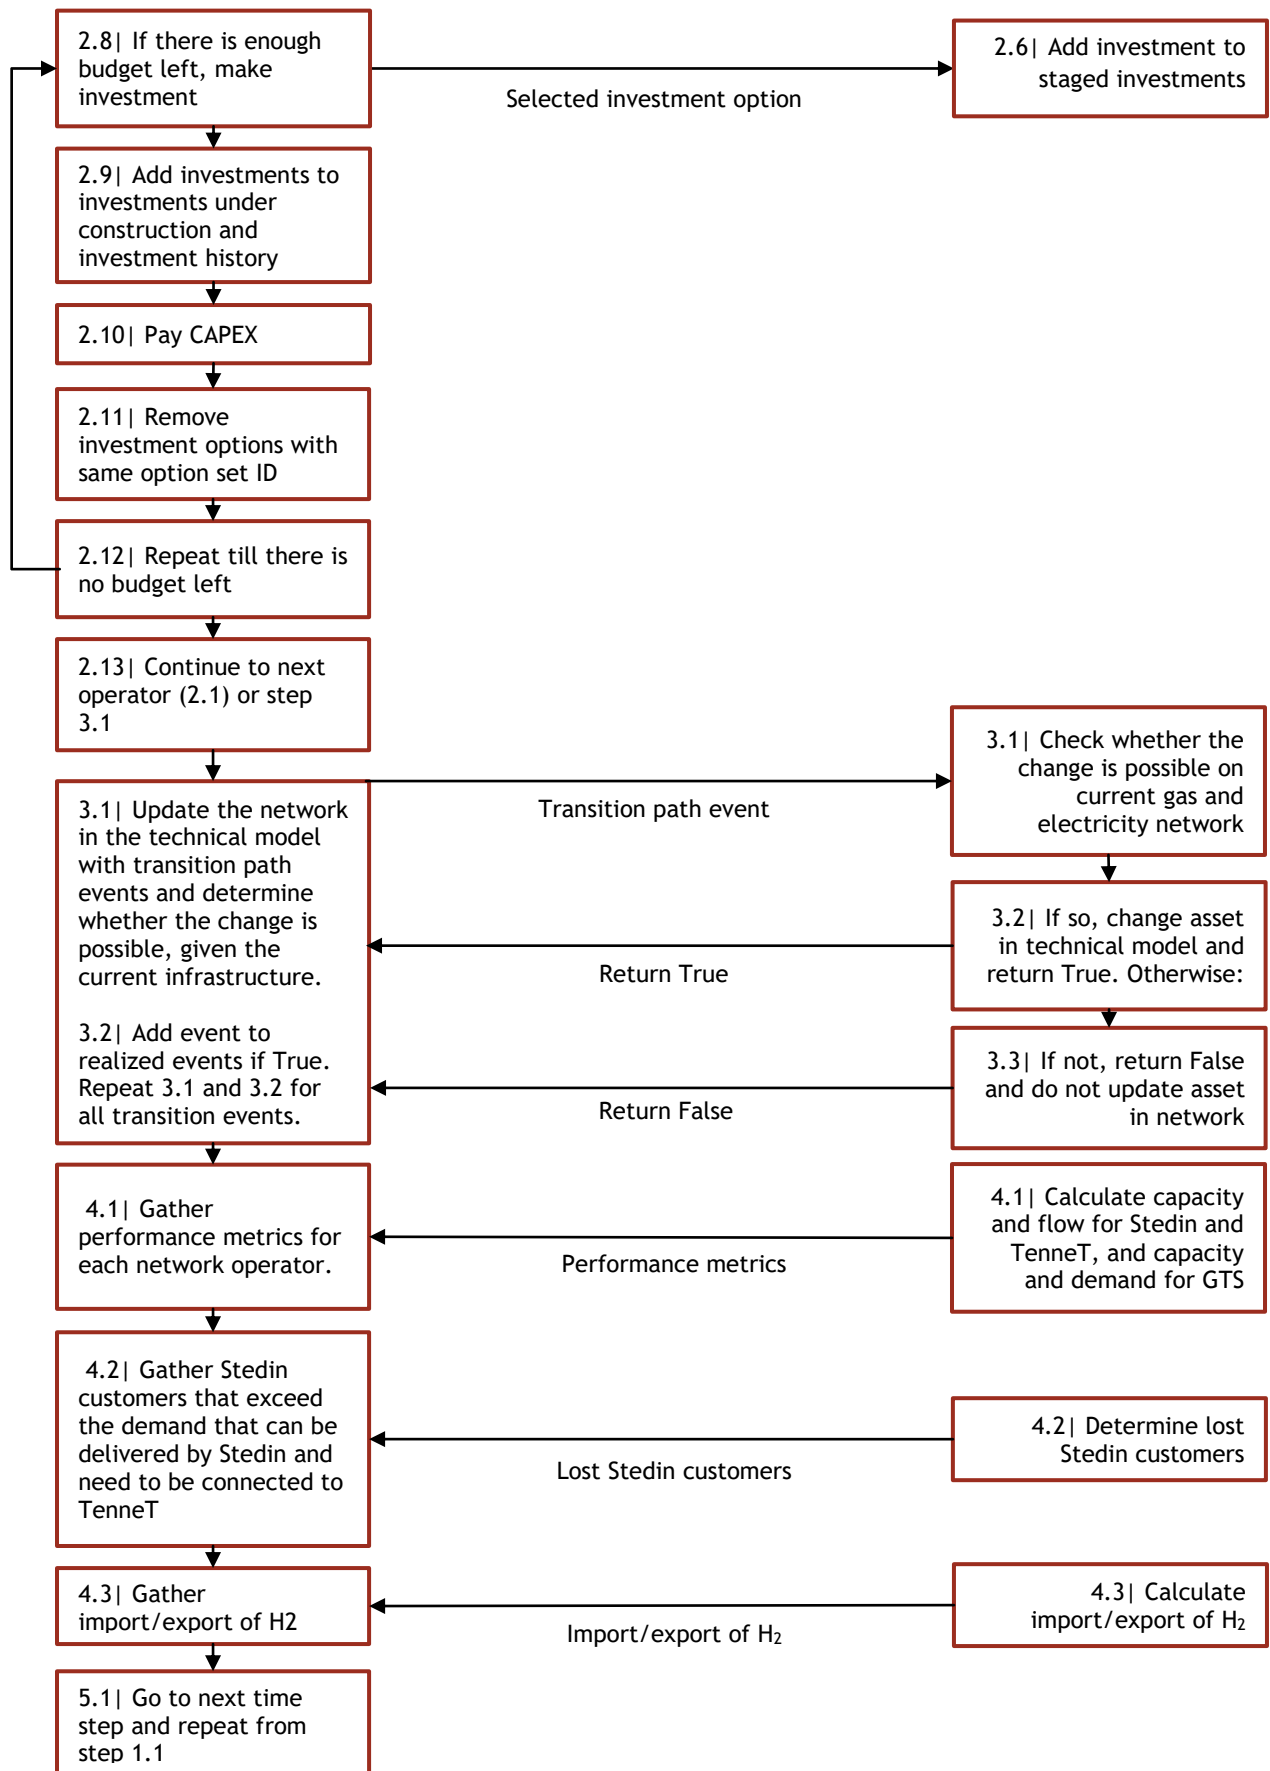 2.8| If there is enough
budget left, make
investment
Selected investment option
2.6| Add investment to
staged investments
2.9| Add investments to
investments under
construction and
investment history
2.10| Pay CAPEX
2.11| Remove
investment options with
same option set ID
2.12| Repeat till there is
no budget left
2.13| Continue to next
operator (2.1) or step
3.1
3.1| Update the network
in the technical model
with transition path
events and determine
whether the change is
possible, given the
current infrastructure.
3.2| Add event to
realized events if True.
Repeat 3.1 and 3.2 for
all transition events.
Transition path event
3.1| Check whether the
change is possible on
current gas and
electricity network
Return True
3.2| If so, change asset
in technical model and
return True. Otherwise:
Return False
3.3| If not, return False
and do not update asset
in network
4.1| Gather
performance metrics for
each network operator.
Performance metrics
4.1| Calculate capacity
and flow for Stedin and
TenneT, and capacity
and demand for GTS
4.2| Gather Stedin
customers that exceed
the demand that can be
delivered by Stedin and
need to be connected to
TenneT
Lost Stedin customers
4.2| Determine lost
Stedin customers
4.3| Gather
import/export of H2
Import/export of H₂
4.3| Calculate
import/export of H₂
5.1| Go to next time
step and repeat from
step 1.1